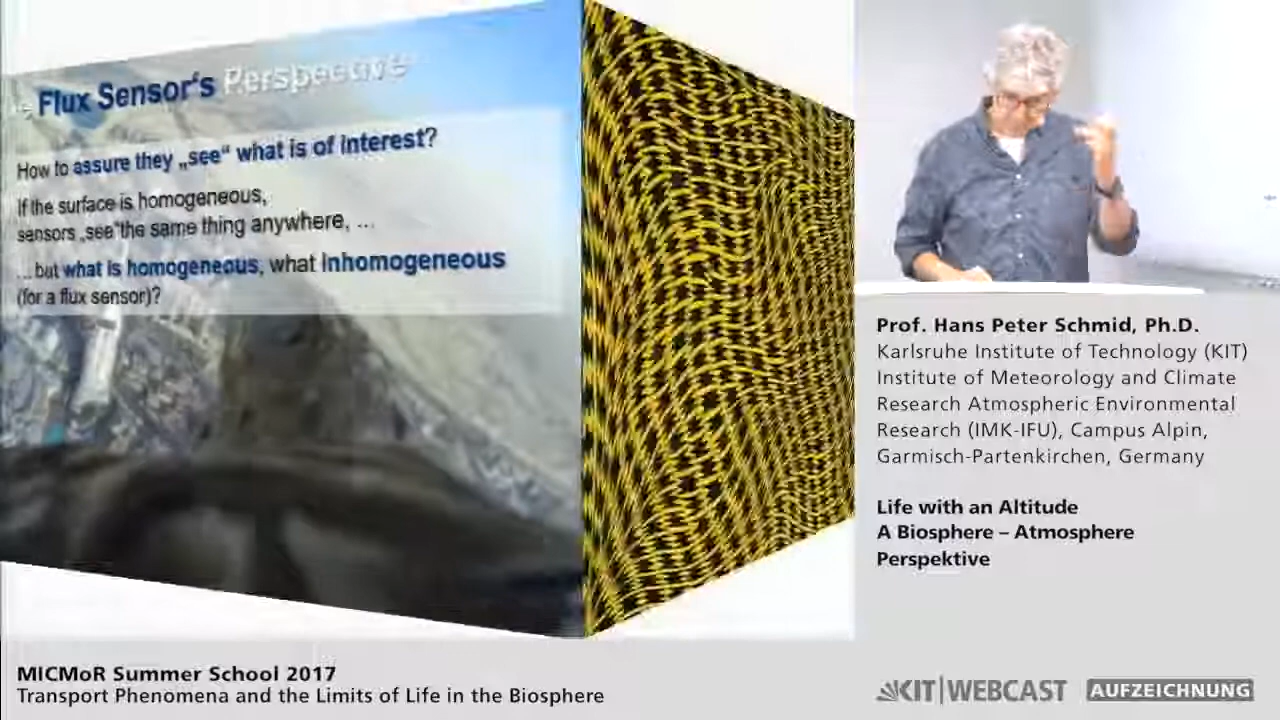 Flux Sensor's Perspective
How to assure they „see“ what is of interest?
If the surface is homogeneous,
sensors „see“the same thing anywhere, ...
... but what is homogeneous, what inhomogeneous
(for a flux sensor)?
Prof. Hans Peter Schmid, Ph.D.
Karlsruhe Institute of Technology (KIT)
Institute of Meteorology and Climate
Research Atmospheric Environmental
Research (IMK-IFU), Campus Alpin,
Garmisch-Partenkirchen, Germany
Life with an Altitude
A Biosphere – Atmosphere
Perspektive
MICMoR Summer School 2017
Transport Phenomena and the Limits of Life in the Biosphere
KIT|WEBCAST AUFZEICHNUNG